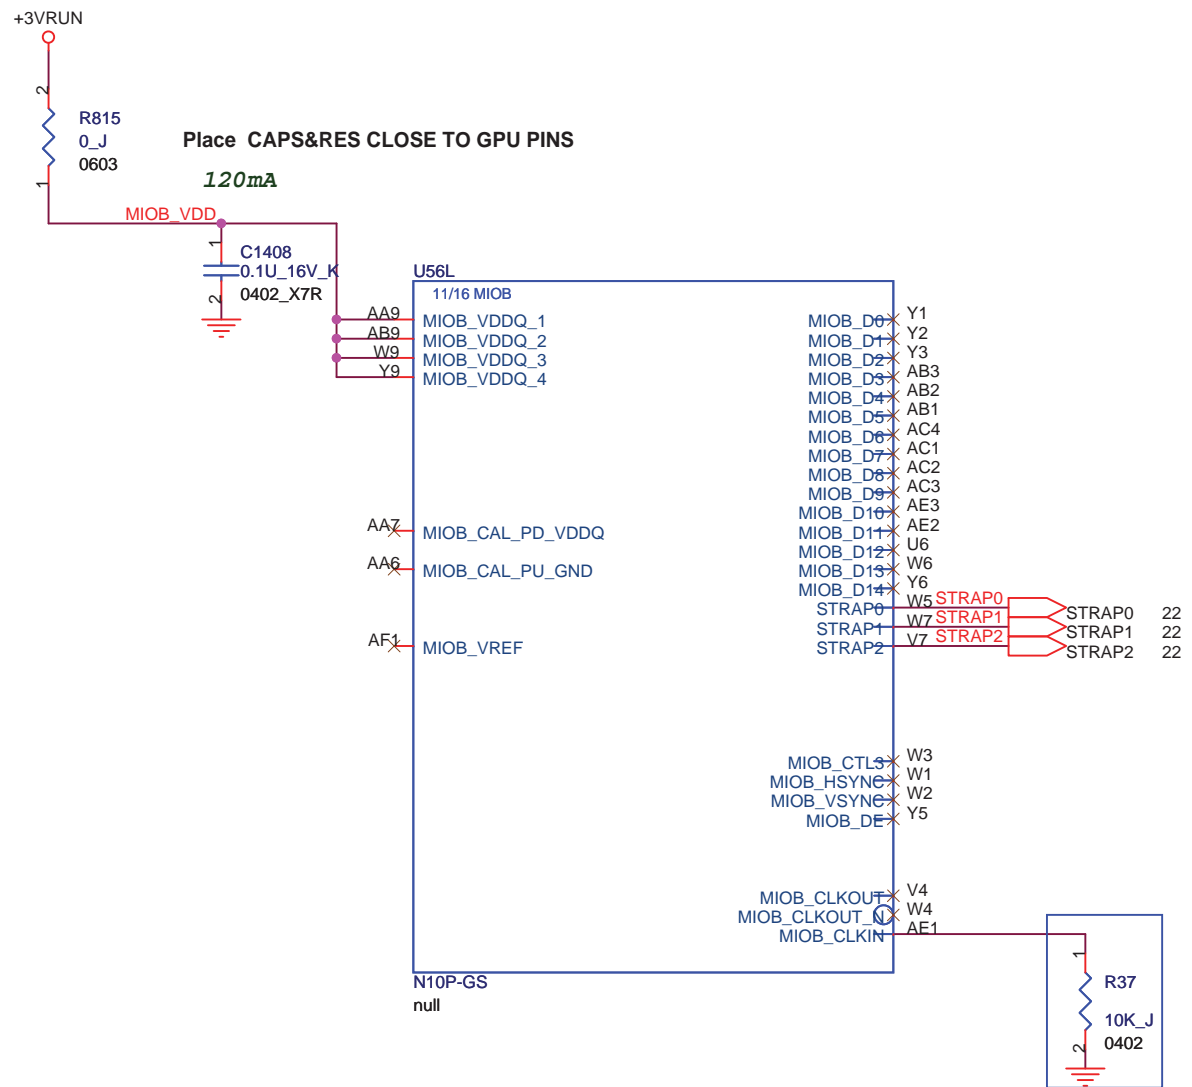 +3VRUN
2
R815
0_J
0603
1
Place CAPS&RES CLOSE TO GPU PINS
120mA
MIOB_VDD
1
C1408
0.1U_16V_K
0402_X7R
2
U56L
11/16 MIOB
AA9 MIOB_VDDQ_1
AB9 MIOB_VDDQ_2
W9 MIOB_VDDQ_3
Y9 MIOB_VDDQ_4
AA7 MIOB_CAL_PD_VDDQ
AA6 MIOB_CAL_PU_GND
AF1 MIOB_VREF
MIOB_D0 Y1
MIOB_D1 Y2
MIOB_D2 Y3
MIOB_D3 AB3
MIOB_D4 AB2
MIOB_D5 AB1
MIOB_D6 AC4
MIOB_D7 AC1
MIOB_D8 AC2
MIOB_D9 AC3
MIOB_D10 AE3
MIOB_D11 AE2
MIOB_D12 U6
MIOB_D13 W6
MIOB_D14 Y6
STRAP0 W5 STRAP0 STRAP0 22
STRAP1 W7 STRAP1 STRAP1 22
STRAP2 V7 STRAP2 STRAP2 22
MIOB_CTL3 W3
MIOB_HSYNC W1
MIOB_VSYNC W2
MIOB_DE Y5
MIOB_CLKOUT V4
MIOB_CLKOUT_N W4
MIOB_CLKIN AE1
N10P-GS
null
1
R37
10K_J
0402
2